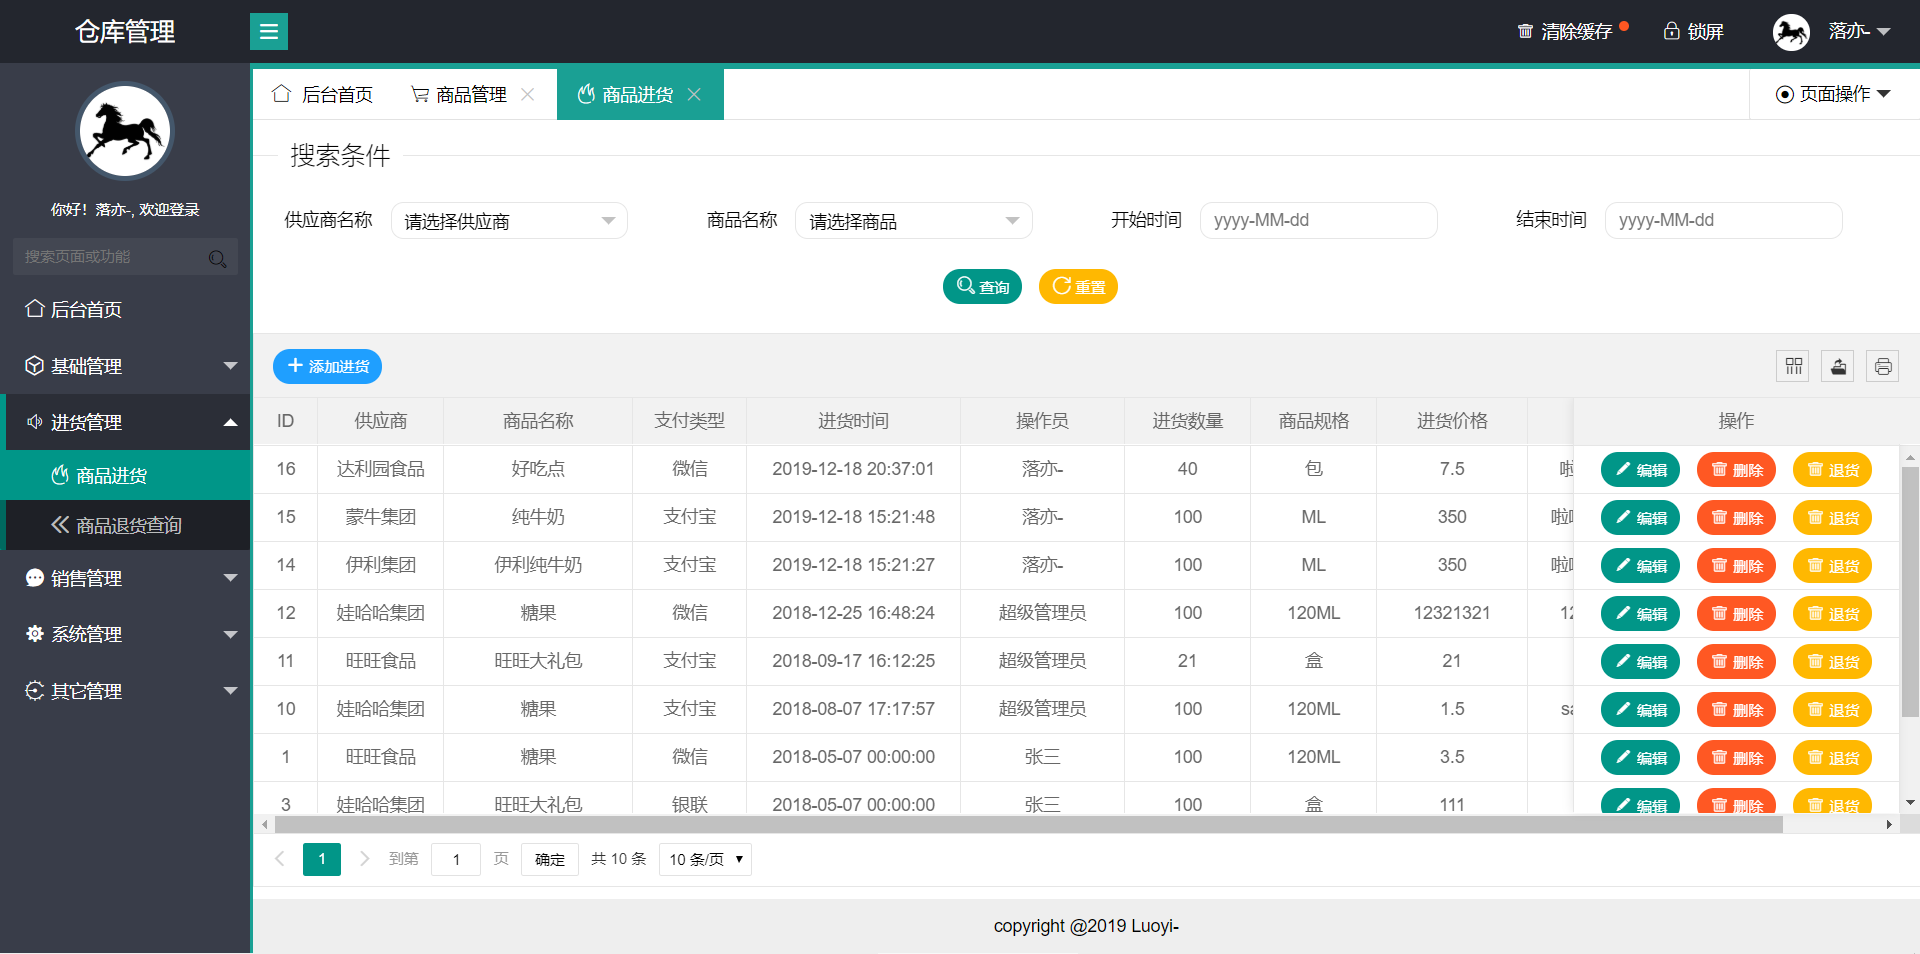 仓库管理
清除缓存 锁屏 落亦-
后台首页 商品管理 商品进货 页面操作
你好！落亦-, 欢迎登录
搜索页面或功能
后台首页
基础管理
进货管理
商品进货
商品退货查询
销售管理
系统管理
其它管理
搜索条件
供应商名称 请选择供应商 商品名称 请选择商品 开始时间 yyyy-MM-dd 结束时间 yyyy-MM-dd
查询 重置
添加进货
ID 供应商 商品名称 支付类型 进货时间 操作员 进货数量 商品规格 进货价格 操作
16 达利园食品 好吃点 微信 2019-12-18 20:37:01 落亦- 40 包 7.5 啦 编辑 删除 退货
15 蒙牛集团 纯牛奶 支付宝 2019-12-18 15:21:48 落亦- 100 ML 350 啦 编辑 删除 退货
14 伊利集团 伊利纯牛奶 支付宝 2019-12-18 15:21:27 落亦- 100 ML 350 啦 编辑 删除 退货
12 娃哈哈集团 糖果 微信 2018-12-25 16:48:24 超级管理员 100 120ML 12321321 12 编辑 删除 退货
11 旺旺食品 旺旺大礼包 支付宝 2018-09-17 16:12:25 超级管理员 21 盒 21 编辑 删除 退货
10 娃哈哈集团 糖果 支付宝 2018-08-07 17:17:57 超级管理员 100 120ML 1.5 sa 编辑 删除 退货
1 旺旺食品 糖果 微信 2018-05-07 00:00:00 张三 100 120ML 3.5 编辑 删除 退货
3 娃哈哈集团 旺旺大礼包 银联 2018-05-07 00:00:00 张三 100 盒 111 编辑 删除 退货
1 到第 1 页 确定 共 10 条 10 条/页
copyright @2019 Luoyi-